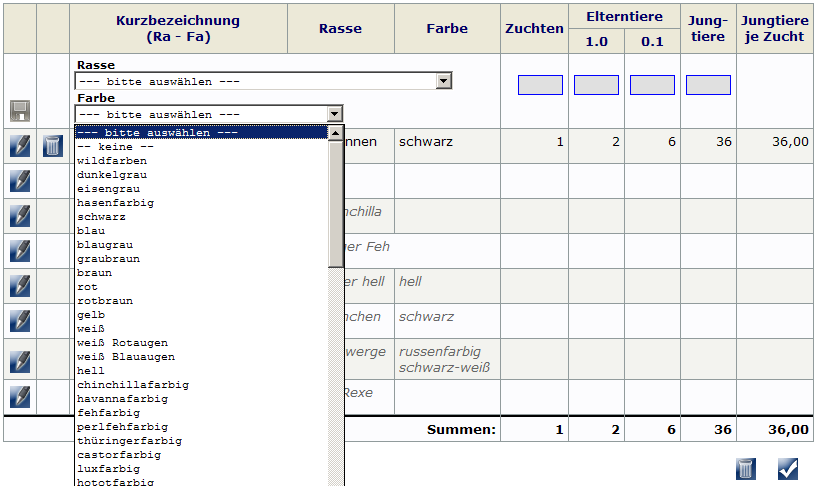 Kurzbezeichnung
(Ra - Fa)
Rasse
Farbe
Zuchten
Elterntiere
1.0
0.1
Jung-
tiere
Jungtiere
je Zucht
Rasse
--- bitte auswählen ---
Farbe
--- bitte auswählen ---
--- bitte auswählen ---
-- keine --
wildfarben
dunkelgrau
eisengrau
hasenfarbig
schwarz
blau
blaugrau
graubraun
braun
rot
rotbraun
gelb
weiß
weiß Rotaugen
weiß Blauaugen
hell
chinchillafarbig
havannafarbig
fehfarbig
perlfehfarbig
thüringerfarbig
castorfarbig
luxfarbig
hototfarbig
nnen schwarz 1 2 6 36 36,00
nchilla
ger Feh
er hell hell
nchen schwarz
werge russenfarbig
schwarz-weiß
Rexe
Summen: 1 2 6 36 36,00